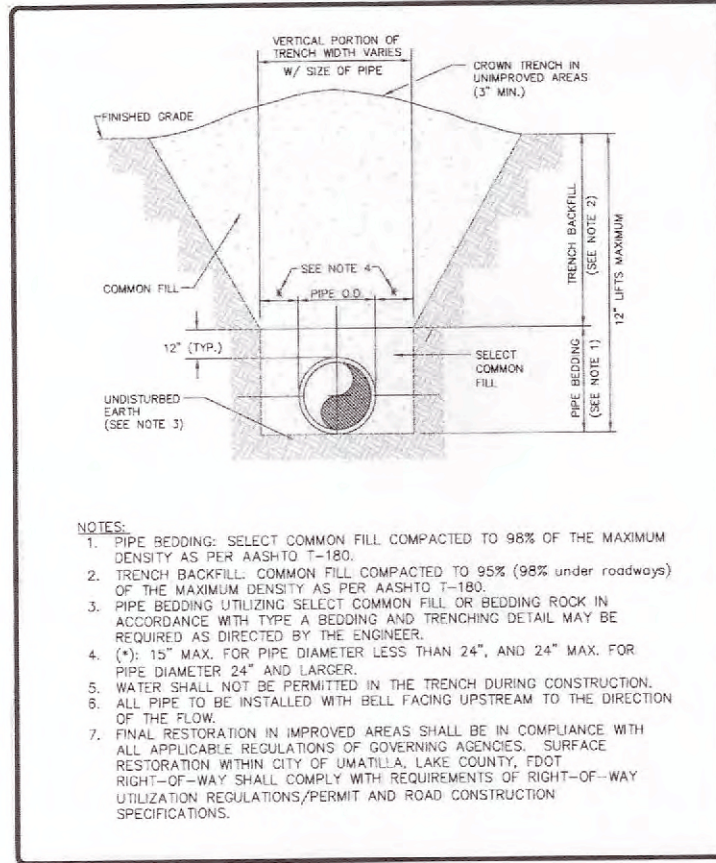 VERTICAL PORTION OF
TRENCH WIDTH VARIES
W/ SIZE OF PIPE
CROWN TRENCH IN
UNIMPROVED AREAS
(3" MIN.)
FINISHED GRADE
COMMON FILL
SEE NOTE 4
* *
PIPE O.D.
12" (TYP.)
SELECT
COMMON
FILL
UNDISTURBED
EARTH
(SEE NOTE 3)
TRENCH BACKFILL
(SEE NOTE 2)
PIPE BEDDING
(SEE NOTE 1)
12" LIFTS MAXIMUM
NOTES:
1. PIPE BEDDING: SELECT COMMON FILL COMPACTED TO 98% OF THE MAXIMUM
DENSITY AS PER AASHTO T-180.
2. TRENCH BACKFILL: COMMON FILL COMPACTED TO 95% (98% under roadways)
OF THE MAXIMUM DENSITY AS PER AASHTO T-180.
3. PIPE BEDDING UTILIZING SELECT COMMON FILL OR BEDDING ROCK IN
ACCORDANCE WITH TYPE A BEDDING AND TRENCHING DETAIL MAY BE
REQUIRED AS DIRECTED BY THE ENGINEER.
4. (*): 15" MAX. FOR PIPE DIAMETER LESS THAN 24", AND 24" MAX. FOR
PIPE DIAMETER 24" AND LARGER.
5. WATER SHALL NOT BE PERMITTED IN THE TRENCH DURING CONSTRUCTION.
6. ALL PIPE TO BE INSTALLED WITH BELL FACING UPSTREAM TO THE DIRECTION
OF THE FLOW.
7. FINAL RESTORATION IN IMPROVED AREAS SHALL BE IN COMPLIANCE WITH
ALL APPLICABLE REGULATIONS OF GOVERNING AGENCIES. SURFACE
RESTORATION WITHIN CITY OF UMATILLA, LAKE COUNTY, FDOT
RIGHT-OF-WAY SHALL COMPLY WITH REQUIREMENTS OF RIGHT-OF-WAY
UTILIZATION REGULATIONS/PERMIT AND ROAD CONSTRUCTION
SPECIFICATIONS.